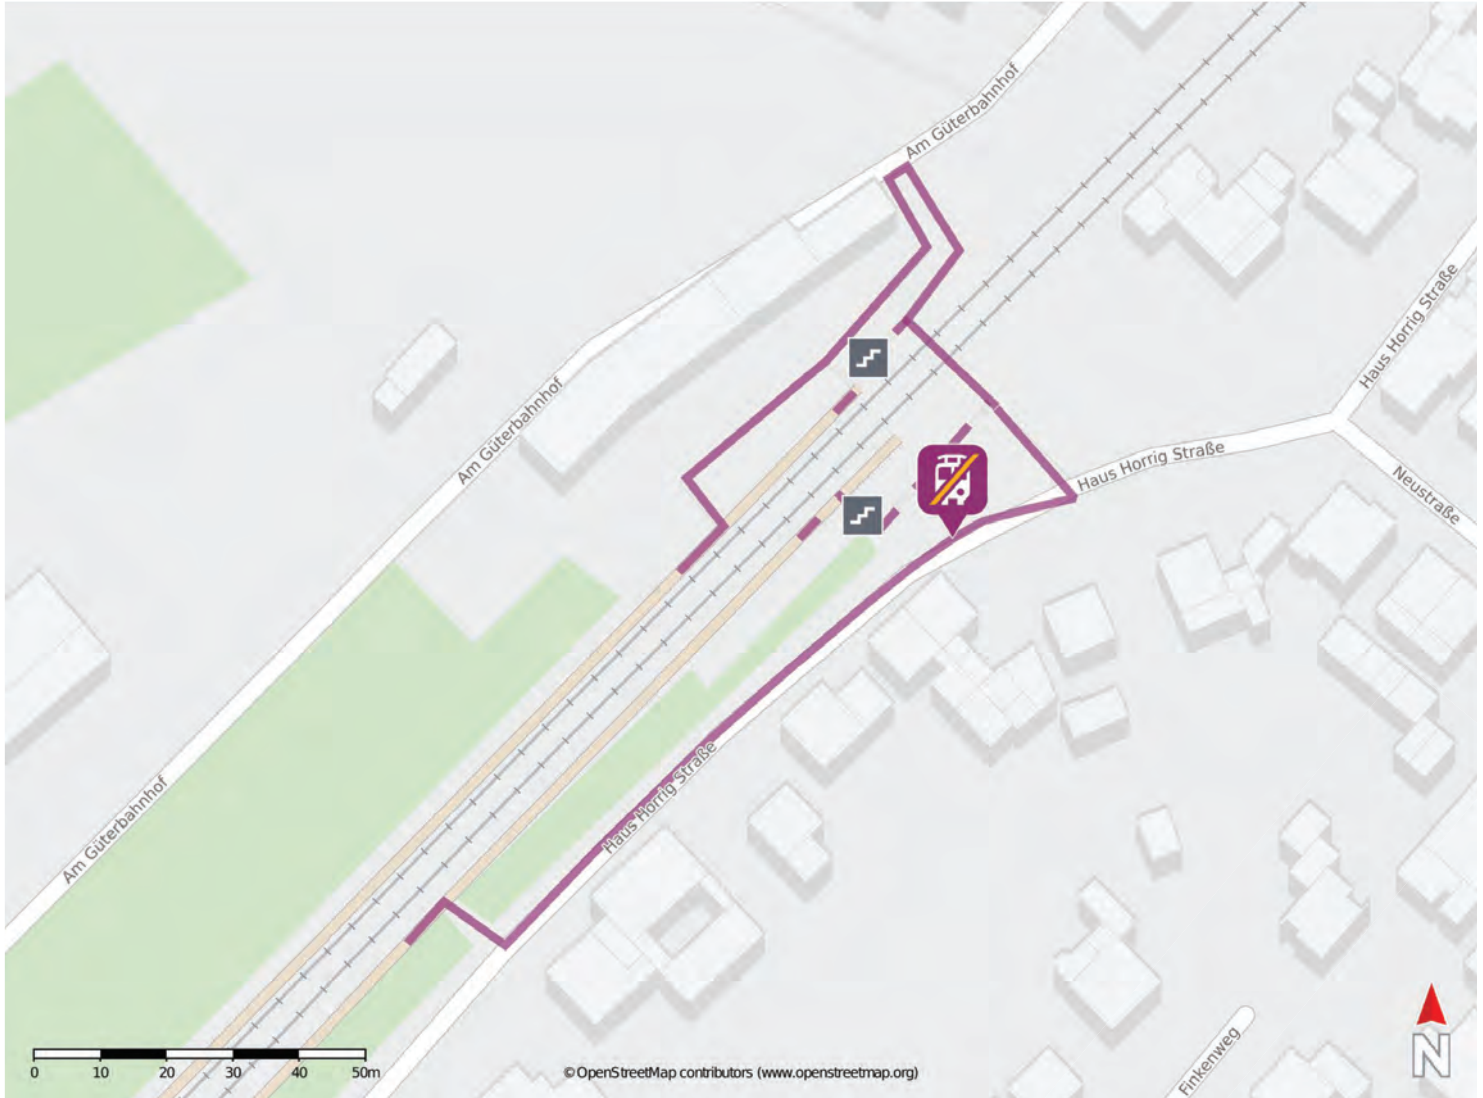 Am Güterbahnhof
Haus Horrig Straße
Am Güterbahnhof
Haus Horrig Straße
Neustraße
Haus Horrig Straße
Am Güterbahnhof
Finkenweg
N
0 10 20 30 40 50m
©OpenStreetMap contributors (www.openstreetmap.org)